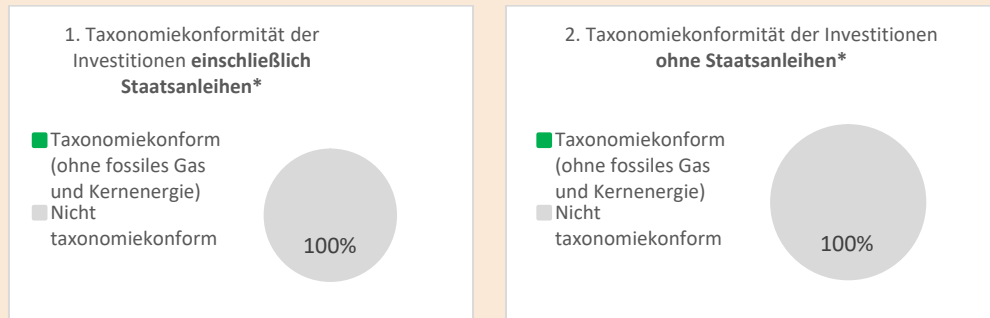 1. Taxonomiekonformität der
Investitionen einschließlich
Staatsanleihen*
Taxonomiekonform
(ohne fossiles Gas
und Kernenergie)
Nicht
taxonomiekonform
100%
2. Taxonomiekonformität der Investitionen
ohne Staatsanleihen*
Taxonomiekonform
(ohne fossiles Gas
und Kernenergie)
Nicht
taxonomiekonform
100%